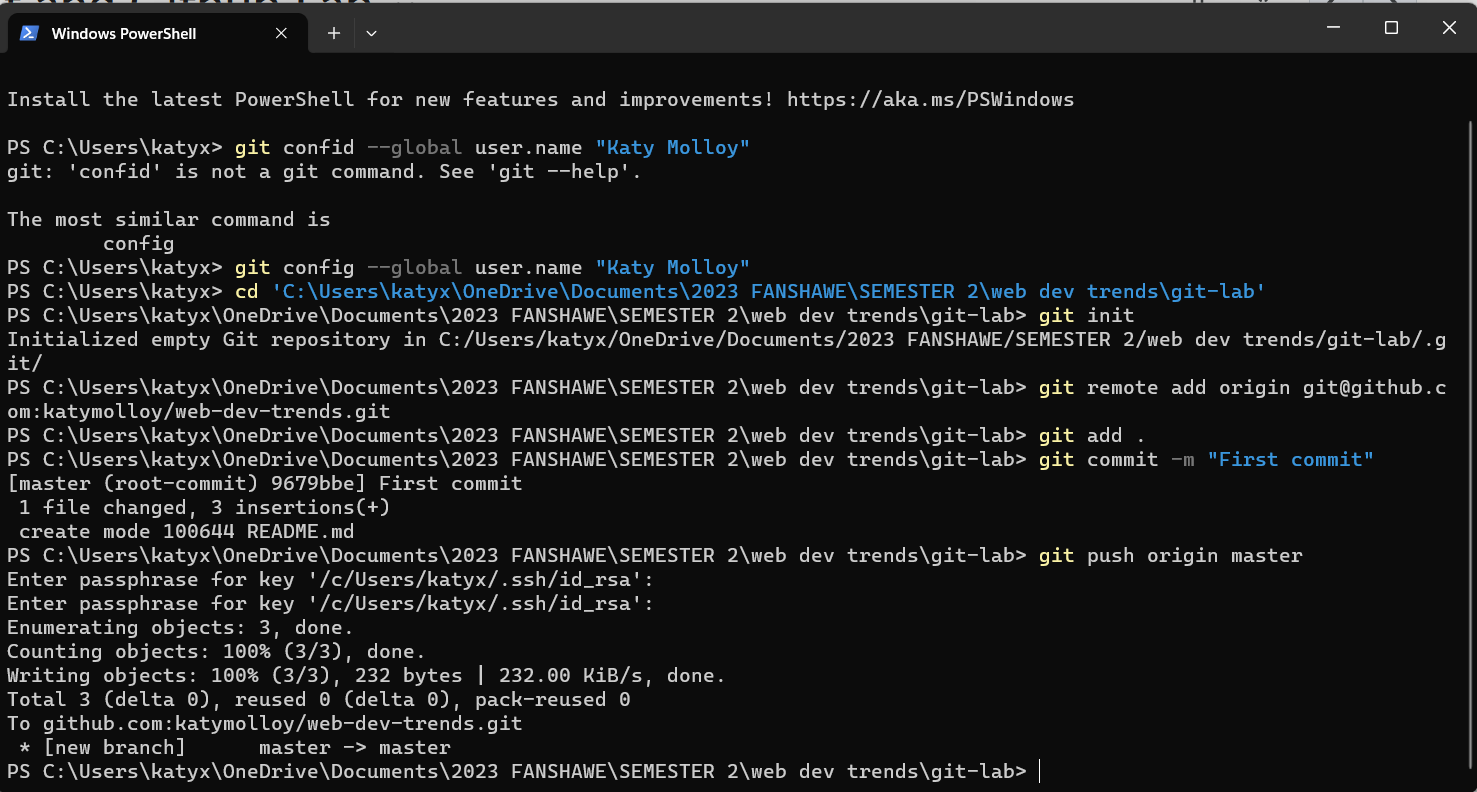 Windows PowerShell
Install the latest PowerShell for new features and improvements! https://aka.ms/PSWindows
PS C:\Users\katyx> git confid --global user.name "Katy Molloy"
git: 'confid' is not a git command. See 'git --help'.
The most similar command is
        config
PS C:\Users\katyx> git config --global user.name "Katy Molloy"
PS C:\Users\katyx> cd 'C:\Users\katyx\OneDrive\Documents\2023 FANSHAWE\SEMESTER 2\web dev trends\git-lab'
PS C:\Users\katyx\OneDrive\Documents\2023 FANSHAWE\SEMESTER 2\web dev trends\git-lab> git init
Initialized empty Git repository in C:/Users/katyx/OneDrive/Documents/2023 FANSHAWE/SEMESTER 2/web dev trends/git-lab/.g
it/
PS C:\Users\katyx\OneDrive\Documents\2023 FANSHAWE\SEMESTER 2\web dev trends\git-lab> git remote add origin git@github.c
om:katymolloy/web-dev-trends.git
PS C:\Users\katyx\OneDrive\Documents\2023 FANSHAWE\SEMESTER 2\web dev trends\git-lab> git add .
PS C:\Users\katyx\OneDrive\Documents\2023 FANSHAWE\SEMESTER 2\web dev trends\git-lab> git commit -m "First commit"
[master (root-commit) 9679bbe] First commit
 1 file changed, 3 insertions(+)
 create mode 100644 README.md
PS C:\Users\katyx\OneDrive\Documents\2023 FANSHAWE\SEMESTER 2\web dev trends\git-lab> git push origin master
Enter passphrase for key '/c/Users/katyx/.ssh/id_rsa':
Enter passphrase for key '/c/Users/katyx/.ssh/id_rsa':
Enumerating objects: 3, done.
Counting objects: 100% (3/3), done.
Writing objects: 100% (3/3), 232 bytes | 232.00 KiB/s, done.
Total 3 (delta 0), reused 0 (delta 0), pack-reused 0
To github.com:katymolloy/web-dev-trends.git
 * [new branch]      master -> master
PS C:\Users\katyx\OneDrive\Documents\2023 FANSHAWE\SEMESTER 2\web dev trends\git-lab>